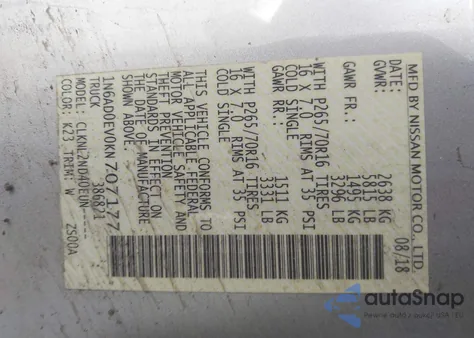 MFD BY NISSAN MOTOR CO., LTD.
DATE: 08/18
GVWR: 2638 KG
5815 LB
GAWR FR: 1495 KG
3296 LB
WITH P265/70R16 TIRES
16 X 7.0 RIMS AT 35 PSI
COLD SINGLE
GAWR RR: 1511 KG
3331 LB
WITH P265/70R16 TIRES
16 X 7.0 RIMS AT 35 PSI
COLD SINGLE
THIS VEHICLE CONFORMS TO
ALL APPLICABLE FEDERAL
MOTOR VEHICLE SAFETY AND
THEFT PREVENTION
STANDARDS IN EFFECT ON
THE DATE OF MANUFACTURE
SHOWN ABOVE.
1N6AD0EV0KN707177
TRUCK 386871
MODEL: CLKNL2ND40EUN-----
COLOR: K23 TRIM: W ZS00A
autoSnap